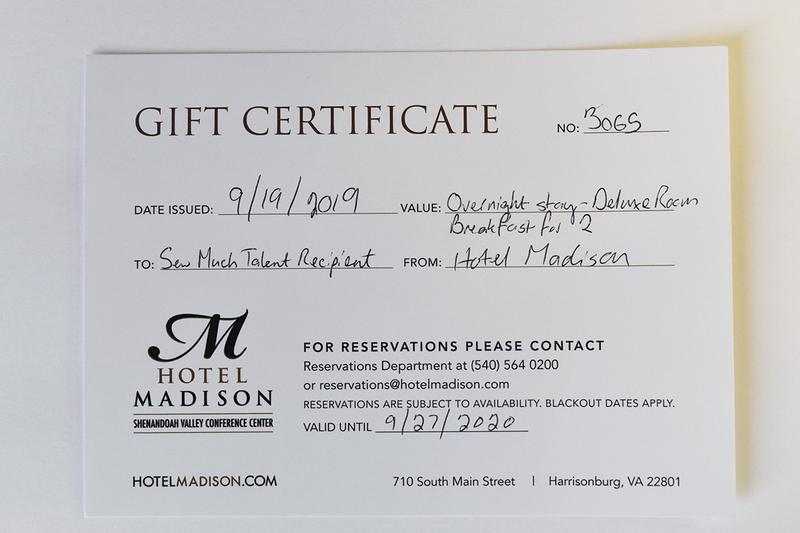 GIFT CERTIFICATE
NO: BOGS
DATE ISSUED: 9/19/2019 VALUE: Overnight stay - Deluxe Room
Breakfast for 2
TO: Sew Much Talent Recipient FROM: Hotel Madison
M
HOTEL
MADISON
SHENANDOAH VALLEY CONFERENCE CENTER
FOR RESERVATIONS PLEASE CONTACT
Reservations Department at (540) 564 0200
or reservations@hotelmadison.com
RESERVATIONS ARE SUBJECT TO AVAILABILITY. BLACKOUT DATES APPLY.
VALID UNTIL 9/27/2020
HOTELMADISON.COM
710 South Main Street | Harrisonburg, VA 22801